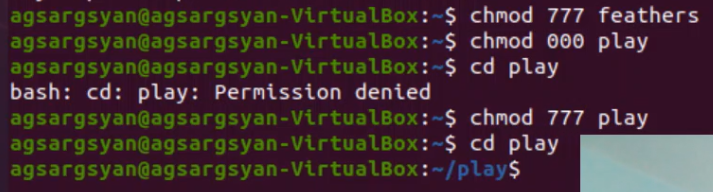 agsargsyan@agsargsyan-VirtualBox:~$ chmod 777 feathers
agsargsyan@agsargsyan-VirtualBox:~$ chmod 000 play
agsargsyan@agsargsyan-VirtualBox:~$ cd play
bash: cd: play: Permission denied
agsargsyan@agsargsyan-VirtualBox:~$ chmod 777 play
agsargsyan@agsargsyan-VirtualBox:~$ cd play
agsargsyan@agsargsyan-VirtualBox:~/play$